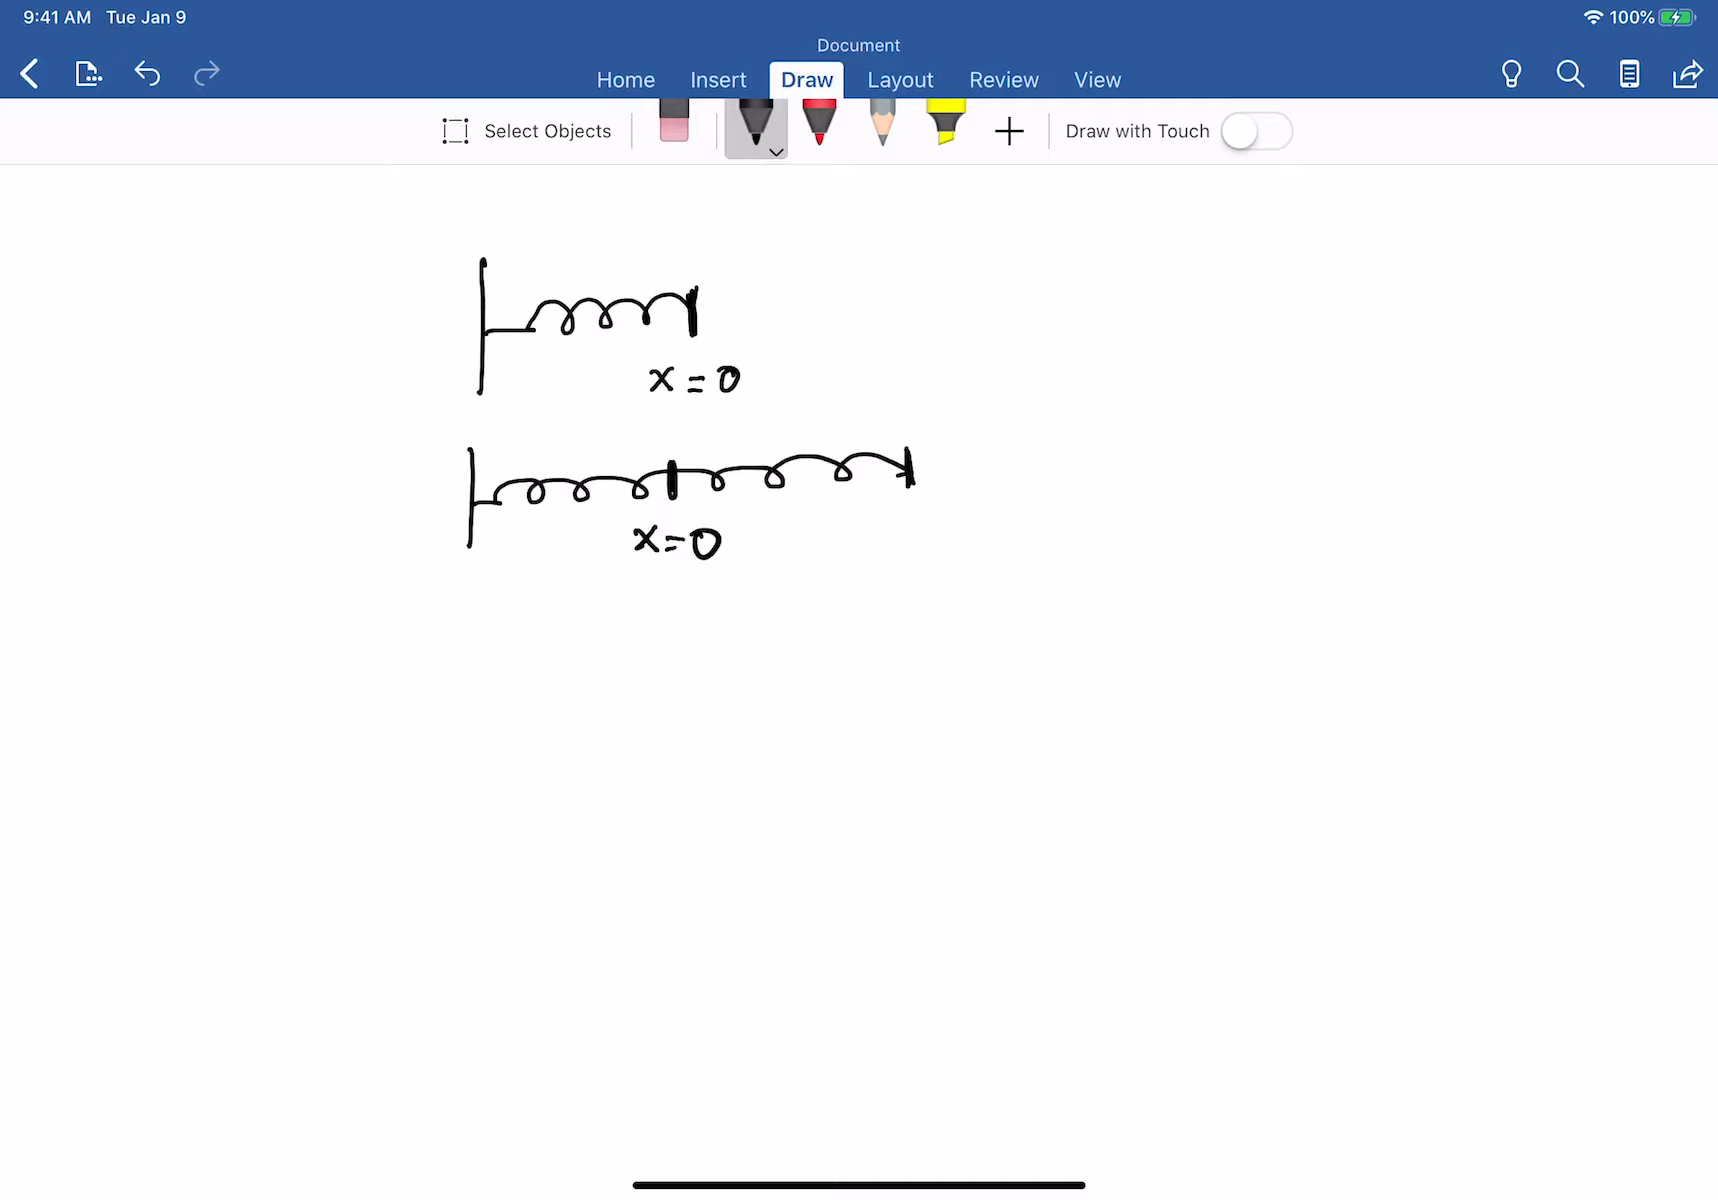 9:41 AM Tue Jan 9
100%
Document
Home Insert Draw Layout Review View
Select Objects
Draw with Touch
x = 0
x = 0